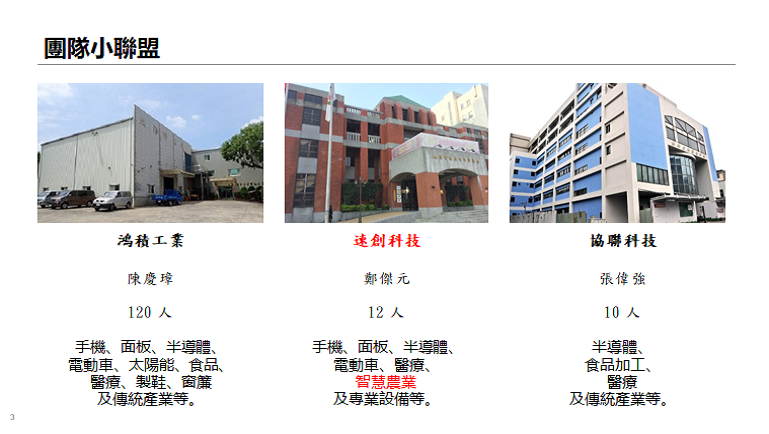 團隊小聯盟
鴻積工業
陳慶璋
120 人
手機、面板、半導體、
電動車、太陽能、食品、
醫療、製鞋、窗簾
及傳統產業等。
速創科技
鄭傑元
12 人
手機、面板、半導體、
電動車、醫療、
智慧農業
及專業設備等。
協聯科技
張偉強
10 人
半導體、
食品加工、
醫療
及傳統產業等。
3